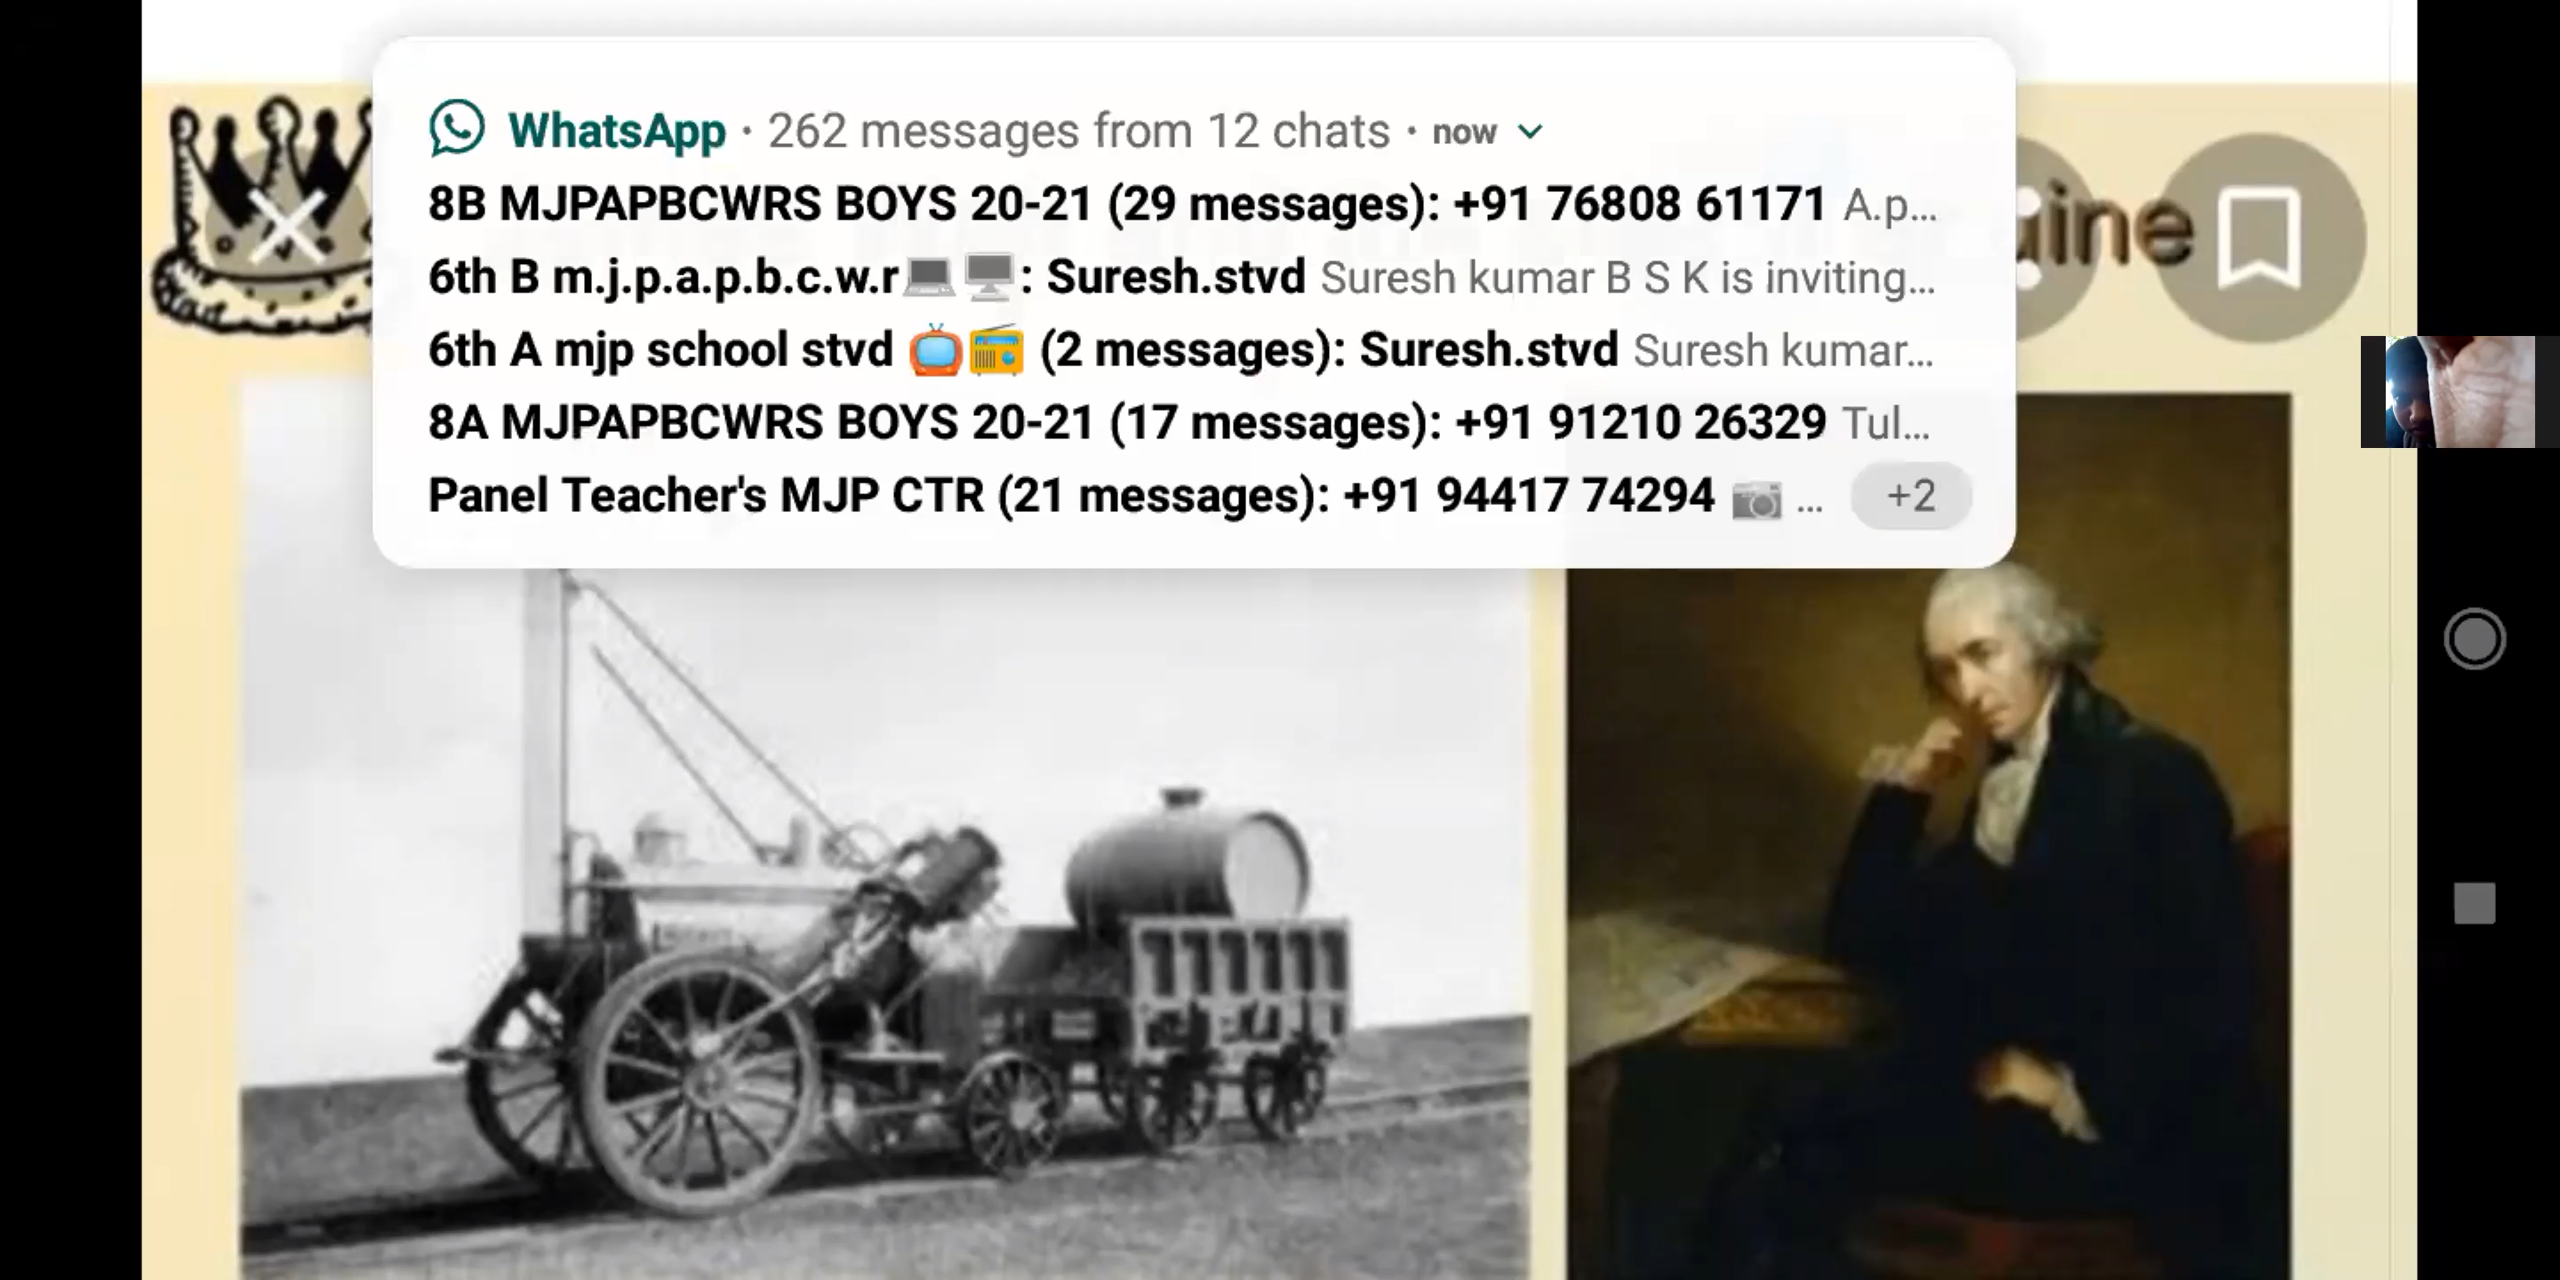 WhatsApp · 262 messages from 12 chats · now
8B MJPAPBCWRS BOYS 20-21 (29 messages): +91 76808 61171 A.p...
6th B m.j.p.a.p.b.c.w.r💻🖥️: Suresh.stvd Suresh kumar B S K is inviting...
6th A mjp school stvd 📺📻 (2 messages): Suresh.stvd Suresh kumar...
8A MJPAPBCWRS BOYS 20-21 (17 messages): +91 91210 26329 Tul...
Panel Teacher's MJP CTR (21 messages): +91 94417 74294 📷 ... +2